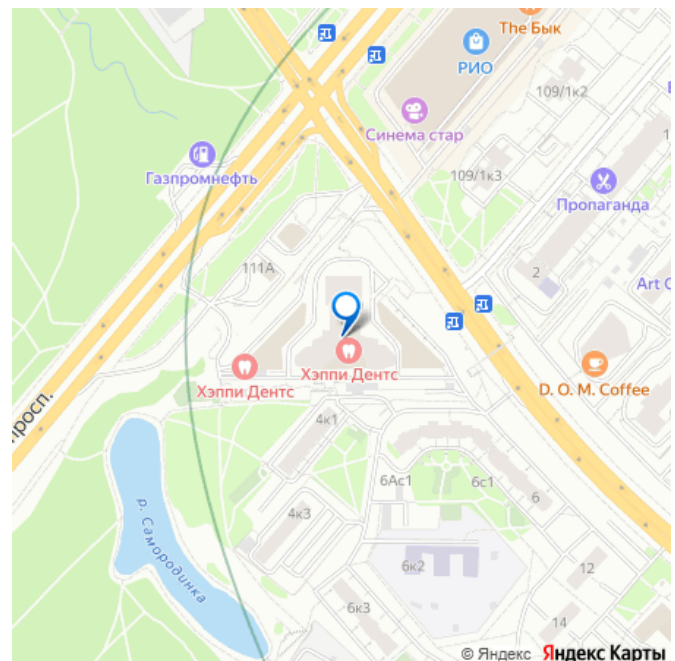 The Бык
РИО
109/1к2
Синема стар
109/1к3
Газпромнефть
Пропаганда
111А
2
Art
Хэппи Дентс
Хэппи Дентс
D. O. M. Coffee
просп.
4к1
6Ас1
6с1
6
4к3
р. Самородинка
6к2
12
6к3
14
© Яндекс Яндекс Карты